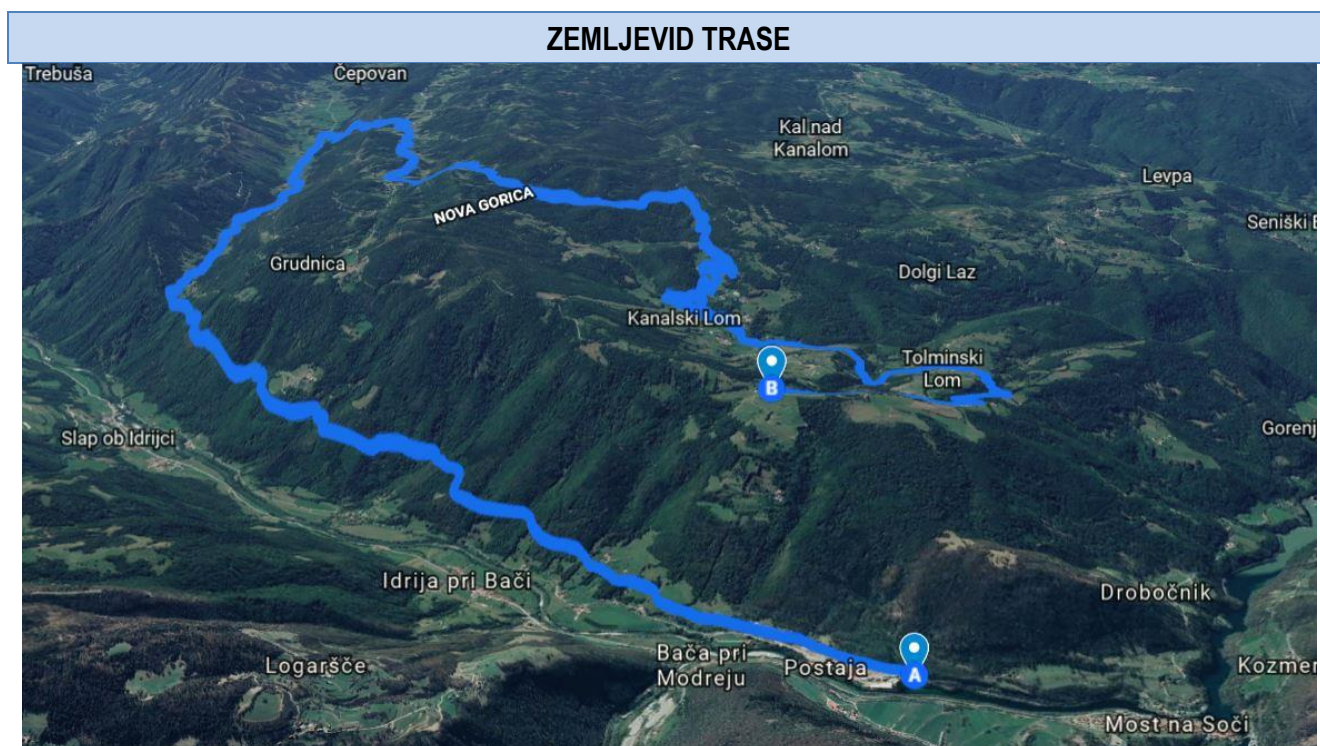 ZEMLJEVID TRASE
Trebuša
Čepovan
Kal nad
Kanalom
Levpa
NOVA GORICA
Seniški
Grudnica
Dolgi Laz
Kanalski Lom
Tolminski
Lom
B
Slap ob Idrijci
Gorenj
Idrija pri Bači
Drobočnik
Logaršče
Bača pri
Modreju
Postaja
A
Kozmer
Most na Soči